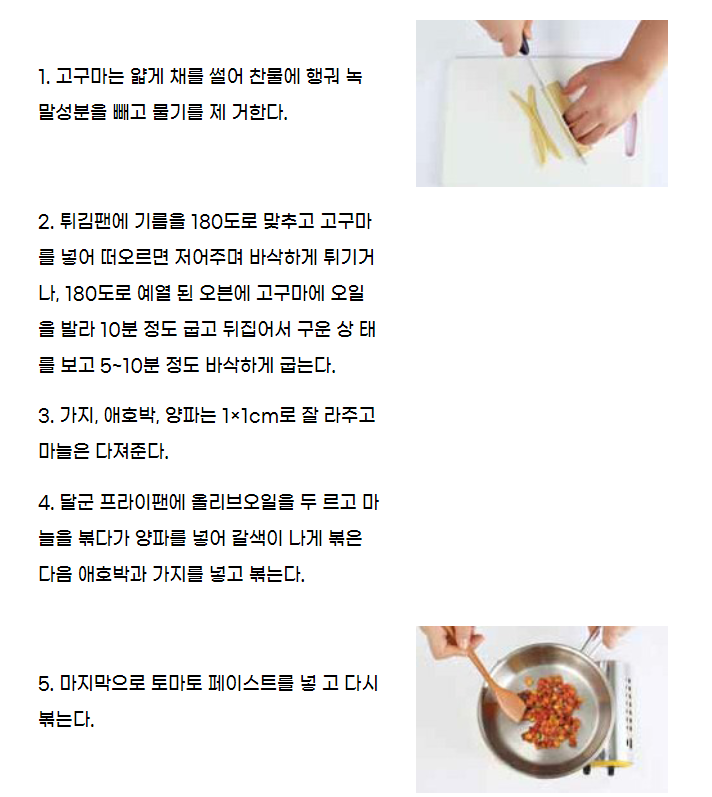 1. 고구마는 얇게 채를 썰어 찬물에 헹궈 녹
말성분을 빼고 물기를 제 거한다.
2. 튀김팬에 기름을 180도로 맞추고 고구마
를 넣어 떠오르면 저어주며 바삭하게 튀기거
나, 180도로 예열 된 오븐에 고구마에 오일
을 발라 10분 정도 굽고 뒤집어서 구운 상 태
를 보고 5~10분 정도 바삭하게 굽는다.
3. 가지, 애호박, 양파는 1×1cm로 잘 라주고
마늘은 다져준다.
4. 달군 프라이팬에 올리브오일을 두 르고 마
늘을 볶다가 양파를 넣어 갈색이 나게 볶은
다음 애호박과 가지를 넣고 볶는다.
5. 마지막으로 토마토 페이스트를 넣 고 다시
볶는다.